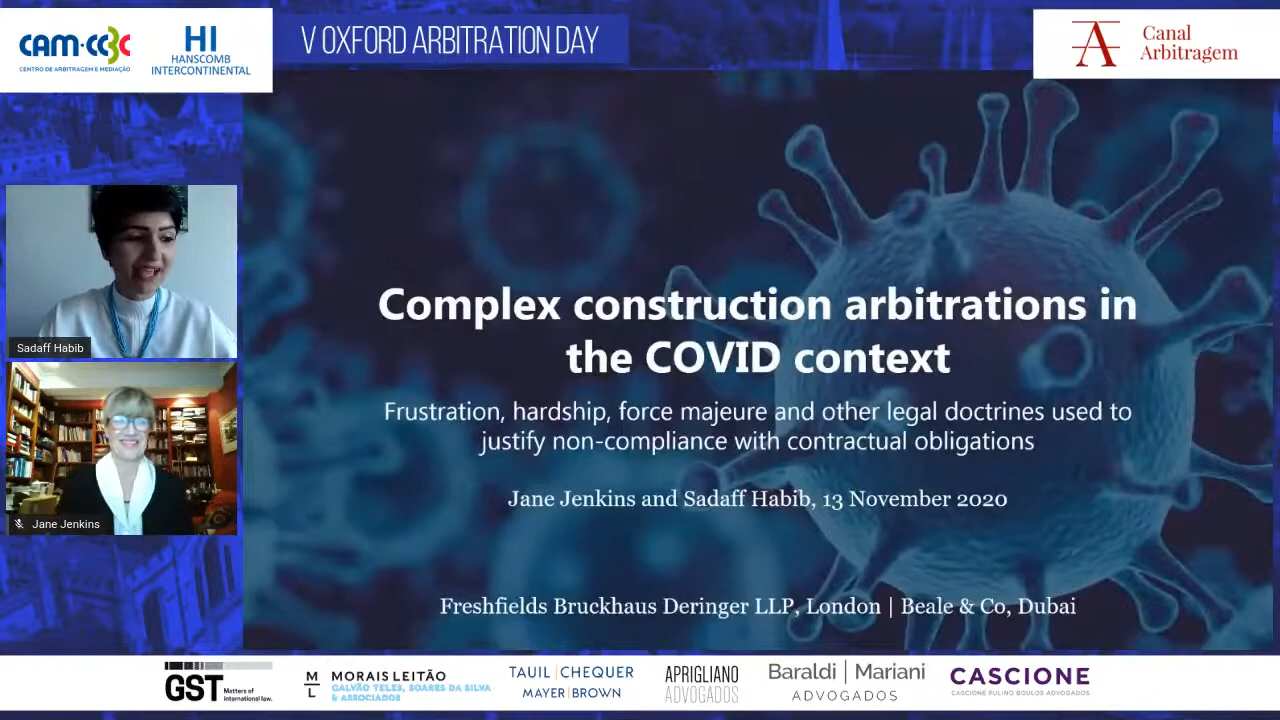 CAM-CCBC
CENTRO DE ARBITRAGEM E MEDIAÇÃO
HI
HANSCOMB
INTERCONTINENTAL
V OXFORD ARBITRATION DAY
Canal
Arbitragem
Sadaff Habib
Jane Jenkins
Complex construction arbitrations in
the COVID context
Frustration, hardship, force majeure and other legal doctrines used to
justify non-compliance with contractual obligations
Jane Jenkins and Sadaff Habib, 13 November 2020
Freshfields Bruckhaus Deringer LLP, London | Beale & Co, Dubai
GST Matters of
international law.
M
L
MORAIS LEITÃO
GALVÃO TELES, SOARES DA SILVA
& ASSOCIADOS
TAUIL | CHEQUER
MAYER | BROWN
APRIGLIANO
ADVOGADOS
Baraldi | Mariani
ADVOGADOS
CASCIONE
CASCIONE PULINO BOULOS ADVOGADOS